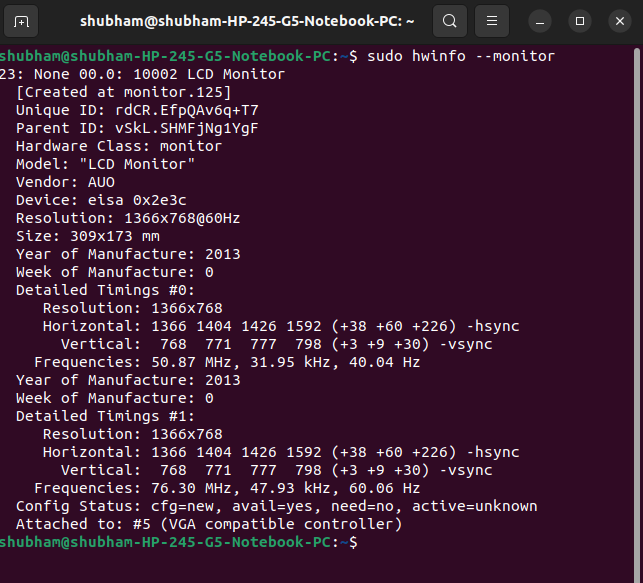 shubham@shubham-HP-245-G5-Notebook-PC: ~
shubham@shubham-HP-245-G5-Notebook-PC:~$ sudo hwinfo --monitor
23: None 00.0: 10002 LCD Monitor
  [Created at monitor.125]
  Unique ID: rdCR.EfpQAv6q+T7
  Parent ID: vSkL.SHMFjNg1YgF
  Hardware Class: monitor
  Model: "LCD Monitor"
  Vendor: AUO
  Device: eisa 0x2e3c
  Resolution: 1366x768@60Hz
  Size: 309x173 mm
  Year of Manufacture: 2013
  Week of Manufacture: 0
  Detailed Timings #0:
     Resolution: 1366x768
     Horizontal: 1366 1404 1426 1592 (+38 +60 +226) -hsync
       Vertical:  768  771  777  798 (+3 +9 +30) -vsync
    Frequencies: 50.87 MHz, 31.95 kHz, 40.04 Hz
  Year of Manufacture: 2013
  Week of Manufacture: 0
  Detailed Timings #1:
     Resolution: 1366x768
     Horizontal: 1366 1404 1426 1592 (+38 +60 +226) -hsync
       Vertical:  768  771  777  798 (+3 +9 +30) -vsync
    Frequencies: 76.30 MHz, 47.93 kHz, 60.06 Hz
  Config Status: cfg=new, avail=yes, need=no, active=unknown
  Attached to: #5 (VGA compatible controller)
shubham@shubham-HP-245-G5-Notebook-PC:~$